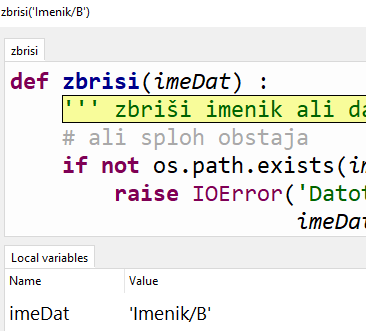 zbrisi('Imenik/B')
zbrisi
def zbrisi(imeDat) :
''' zbriši imenik ali da
# ali sploh obstaja
if not os.path.exists(im
raise IOError('Datot
imeDat
Local variables
Name Value
imeDat 'Imenik/B'